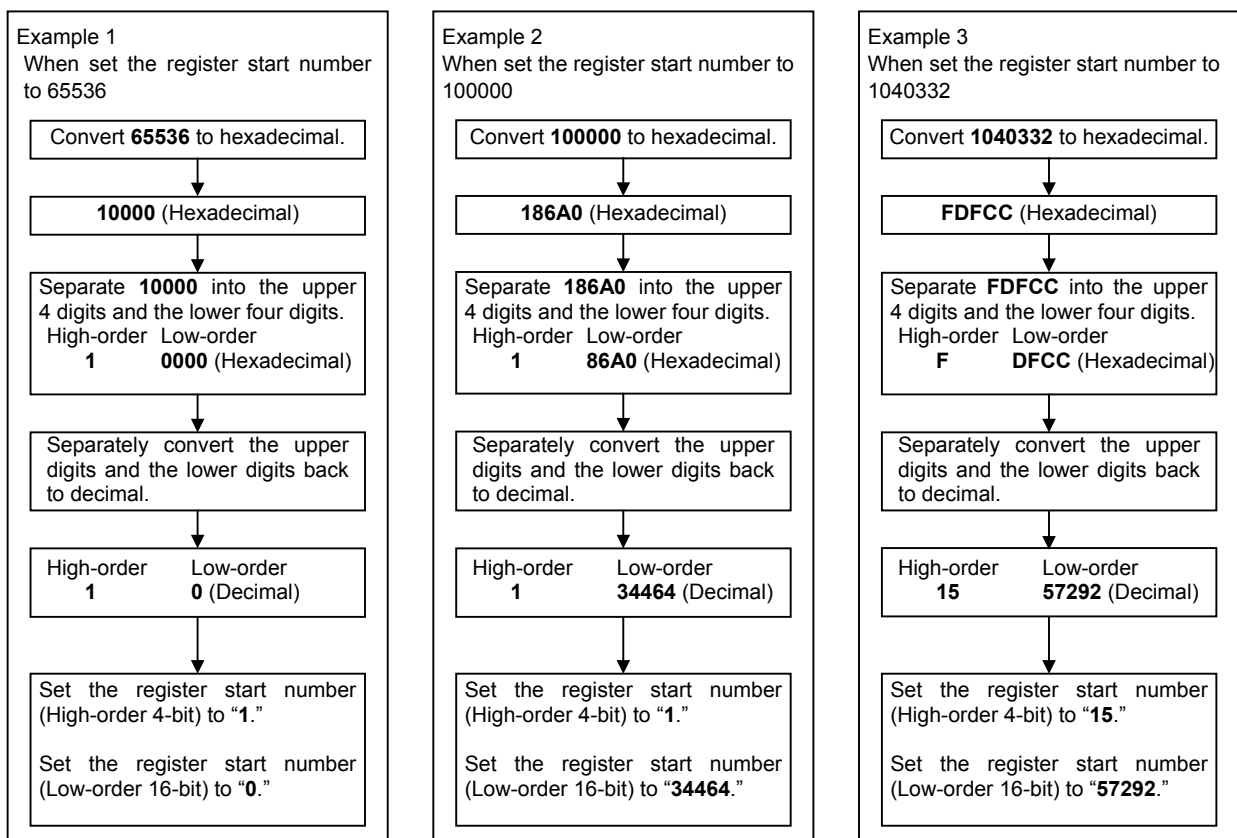 Example 1
When set the register start number
to 65536
Convert 65536 to hexadecimal.
10000 (Hexadecimal)
Separate 10000 into the upper
4 digits and the lower four digits.
High-order Low-order
1 0000 (Hexadecimal)
Separately convert the upper
digits and the lower digits back
to decimal.
High-order Low-order
1 0 (Decimal)
Set the register start number
(High-order 4-bit) to “1.”
Set the register start number
(Low-order 16-bit) to “0.”
Example 2
When set the register start number to
100000
Convert 100000 to hexadecimal.
186A0 (Hexadecimal)
Separate 186A0 into the upper
4 digits and the lower four digits.
High-order Low-order
1 86A0 (Hexadecimal)
Separately convert the upper
digits and the lower digits back
to decimal.
High-order Low-order
1 34464 (Decimal)
Set the register start number
(High-order 4-bit) to “1.”
Set the register start number
(Low-order 16-bit) to “34464.”
Example 3
When set the register start number to
1040332
Convert 1040332 to hexadecimal.
FDFCC (Hexadecimal)
Separate FDFCC into the upper
4 digits and the lower four digits.
High-order Low-order
F DFCC (Hexadecimal)
Separately convert the upper
digits and the lower digits back
to decimal.
High-order Low-order
15 57292 (Decimal)
Set the register start number
(High-order 4-bit) to “15.”
Set the register start number
(Low-order 16-bit) to “57292.”